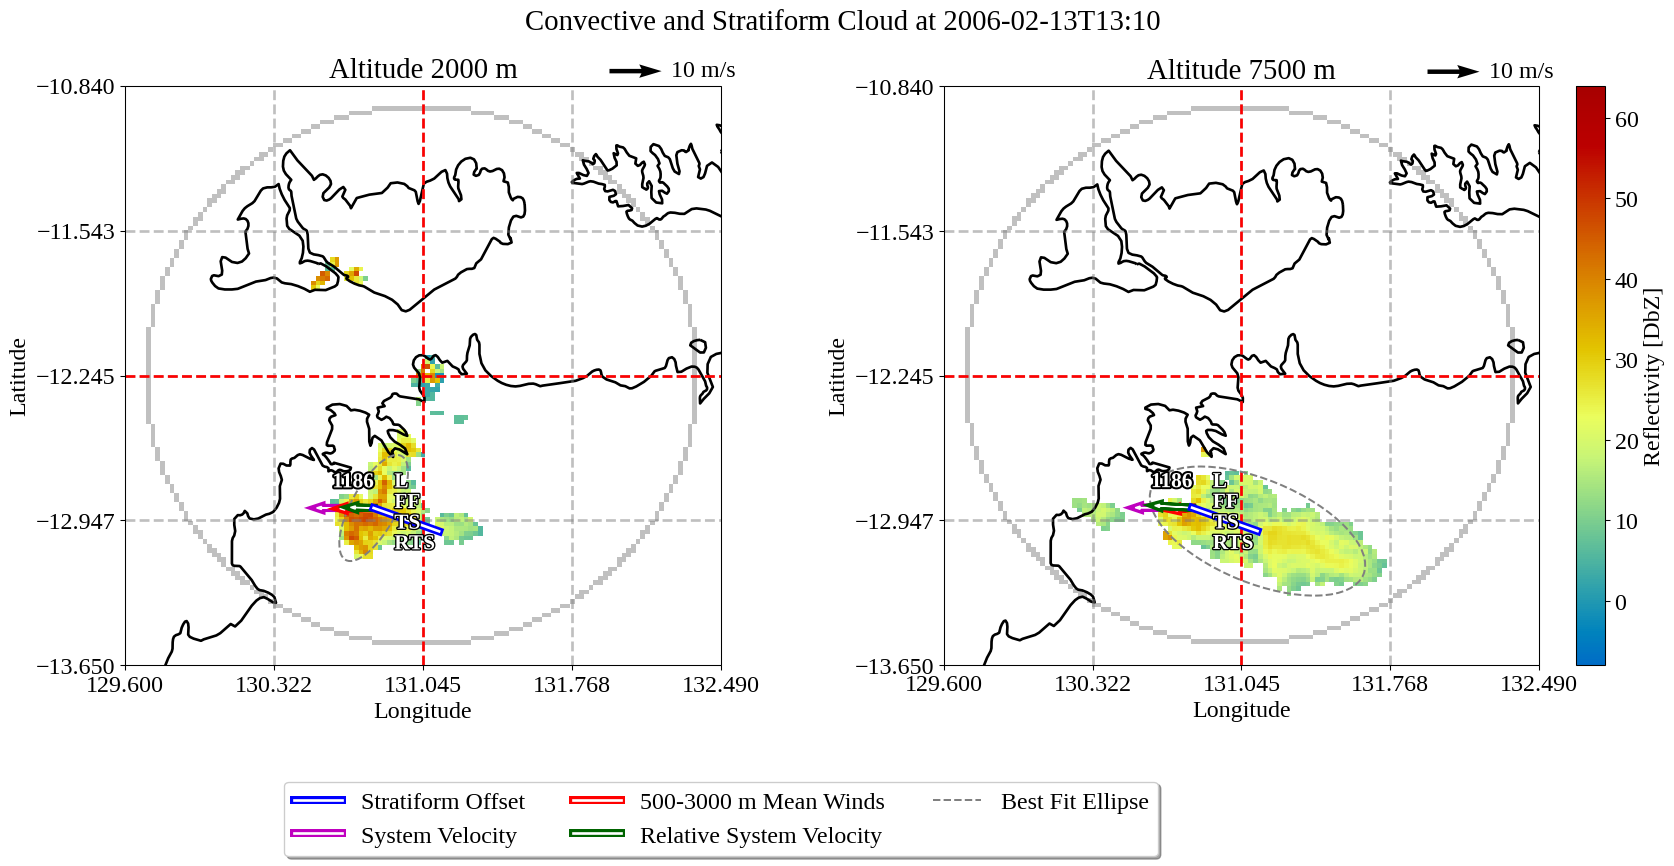 Convective and Stratiform Cloud at 2006-02-13T13:10
Altitude 2000 m
10 m/s
Altitude 7500 m
10 m/s
−10.840
−11.543
−12.245
−12.947
−13.650
Latitude
129.600
130.322
131.045
131.768
132.490
Longitude
1186
L
FF
TS
RTS
−10.840
−11.543
−12.245
−12.947
−13.650
Latitude
129.600
130.322
131.045
131.768
132.490
Longitude
1186
L
FF
TS
RTS
60
50
40
30
20
10
0
Reflectivity [DbZ]
Stratiform Offset
500-3000 m Mean Winds
Best Fit Ellipse
System Velocity
Relative System Velocity